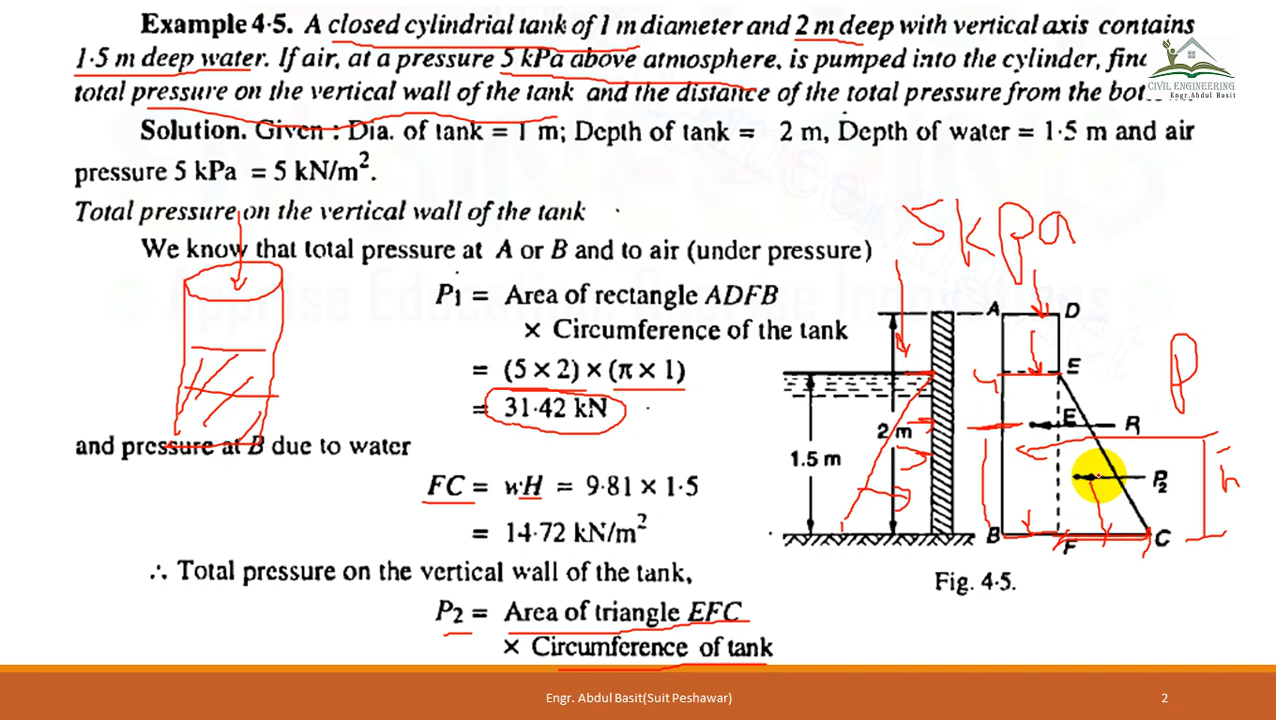 Example 4·5. A closed cylindrial tank of 1 m diameter and 2 m deep with vertical axis contains
1·5 m deep water. If air, at a pressure 5 kPa above atmosphere, is pumped into the cylinder, find
total pressure on the vertical wall of the tank and the distance of the total pressure from the bot
CIVIL ENGINEERING
Engr.Abdul Basit
Solution. Given : Dia. of tank = 1 m; Depth of tank = 2 m, Depth of water = 1·5 m and air
pressure 5 kPa = 5 kN/m².
Total pressure on the vertical wall of the tank
We know that total pressure at A or B and to air (under pressure)
P₁ = Area of rectangle ADFB
× Circumference of the tank
= (5 × 2) × (π × 1)
= 31·42 kN
and pressure at B due to water
FC = wH = 9·81 × 1·5
= 14·72 kN/m²
∴ Total pressure on the vertical wall of the tank,
P₂ = Area of triangle EFC
× Circumference of tank
5kpa
A D
E
P
E
2 m
1.5 m
P₂
h
B F C
Fig. 4·5.
Engr. Abdul Basit(Suit Peshawar)
2